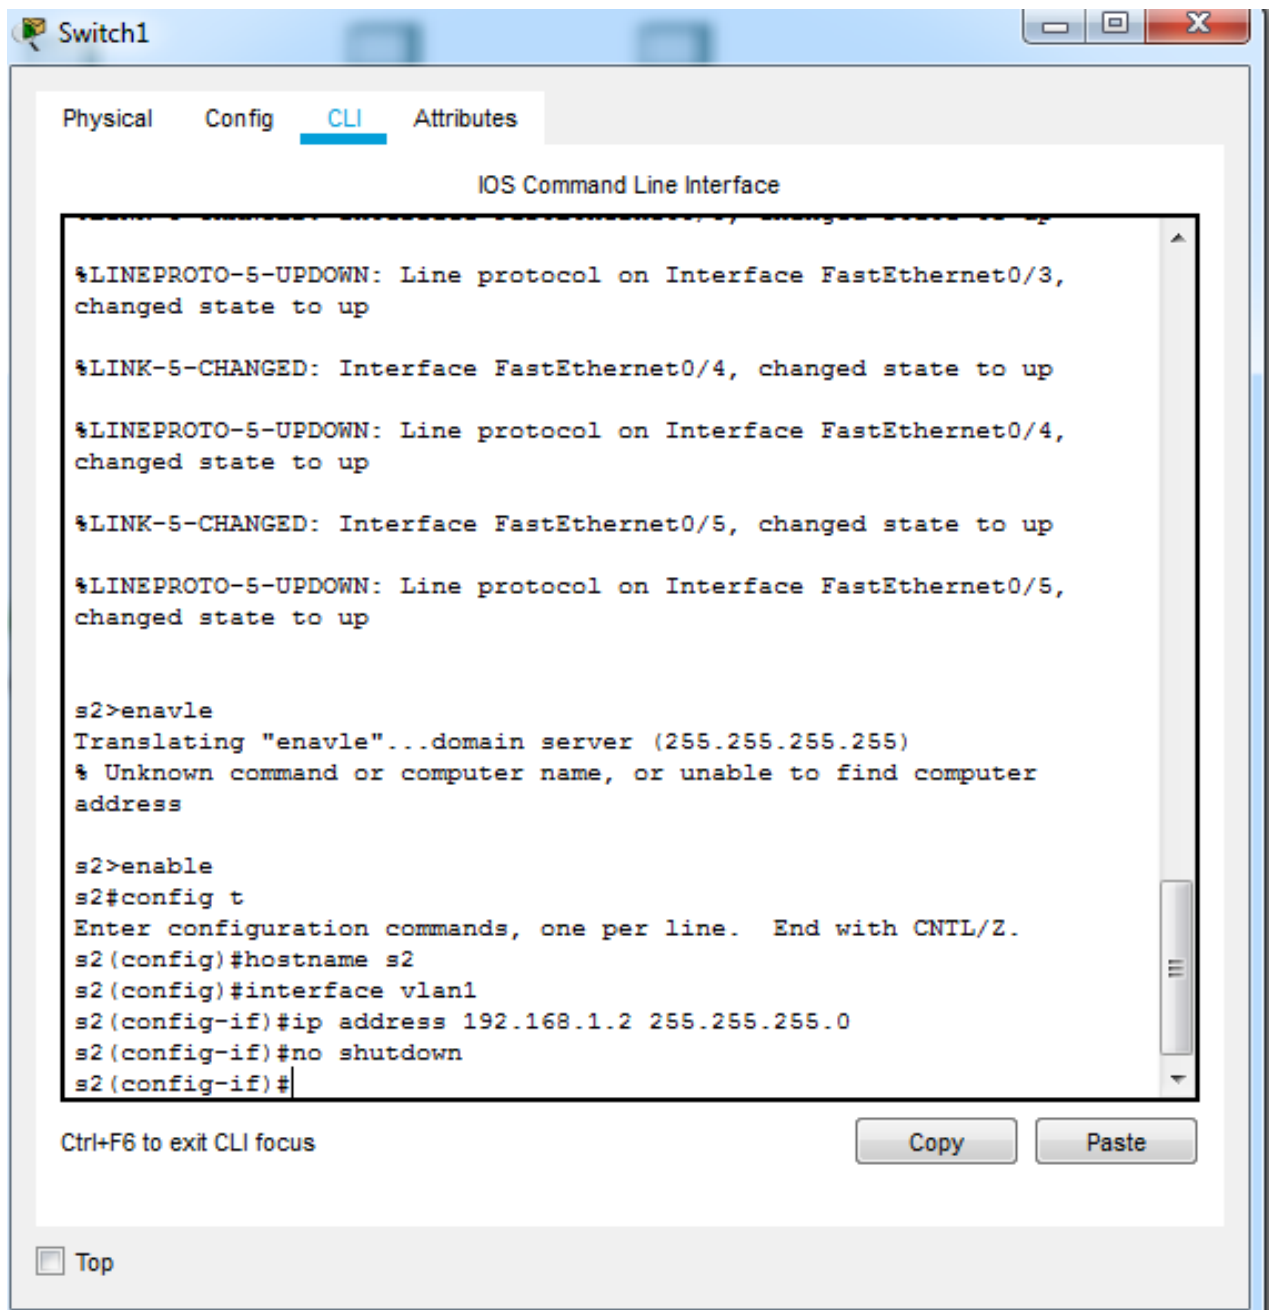 Switch1
Physical Config CLI Attributes
IOS Command Line Interface
%LINEPROTO-5-UPDOWN: Line protocol on Interface FastEthernet0/3,
changed state to up
%LINK-5-CHANGED: Interface FastEthernet0/4, changed state to up
%LINEPROTO-5-UPDOWN: Line protocol on Interface FastEthernet0/4,
changed state to up
%LINK-5-CHANGED: Interface FastEthernet0/5, changed state to up
%LINEPROTO-5-UPDOWN: Line protocol on Interface FastEthernet0/5,
changed state to up
s2>enavle
Translating "enavle"...domain server (255.255.255.255)
% Unknown command or computer name, or unable to find computer
address
s2>enable
s2#config t
Enter configuration commands, one per line.  End with CNTL/Z.
s2(config)#hostname s2
s2(config)#interface vlan1
s2(config-if)#ip address 192.168.1.2 255.255.255.0
s2(config-if)#no shutdown
s2(config-if)#
Ctrl+F6 to exit CLI focus
Copy Paste
Top